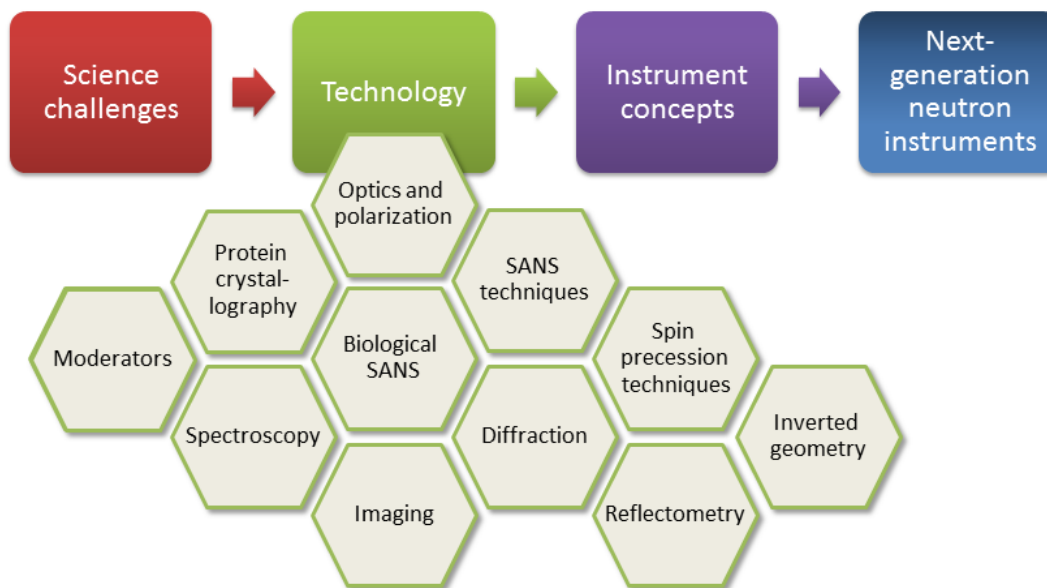 Science
challenges
Technology
Instrument
concepts
Next-
generation
neutron
instruments
Optics and
polarization
Protein
crystal-
lography
SANS
techniques
Moderators
Biological
SANS
Spin
precession
techniques
Spectroscopy
Diffraction
Inverted
geometry
Imaging
Reflectometry